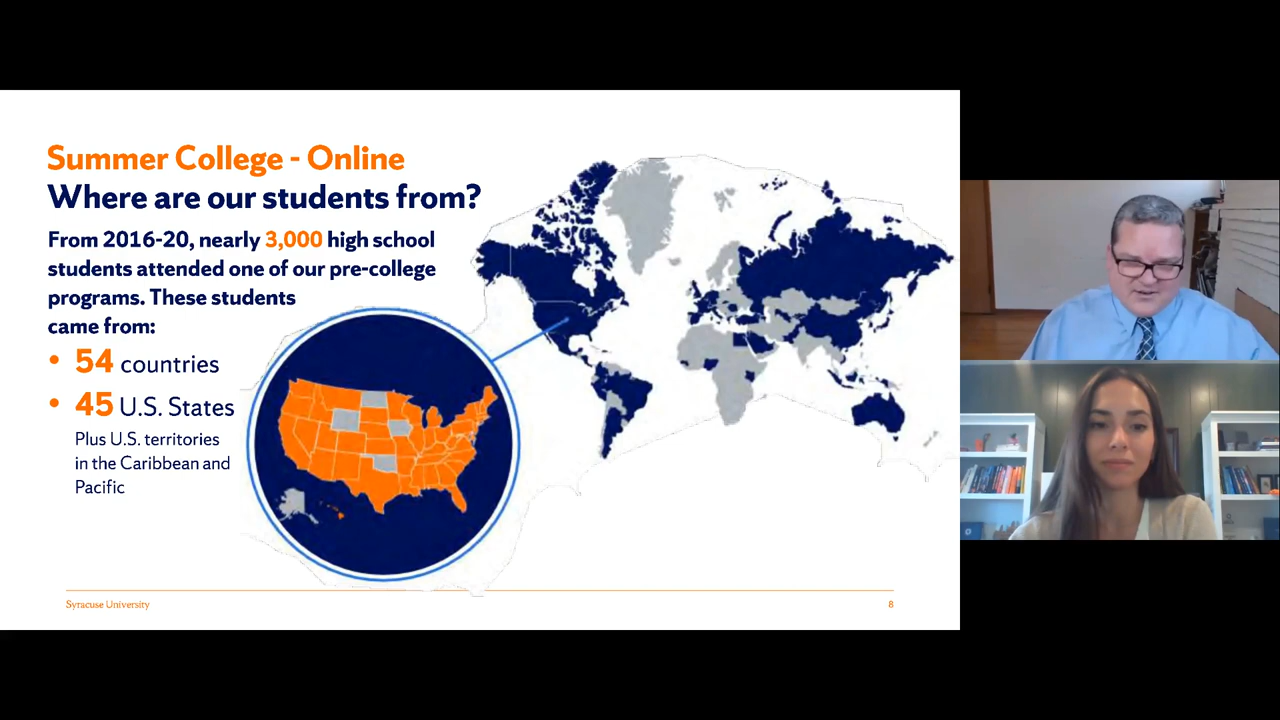 Summer College - Online
Where are our students from?
From 2016-20, nearly 3,000 high school
students attended one of our pre-college
programs. These students
came from:
• 54 countries
• 45 U.S. States
Plus U.S. territories
in the Caribbean and
Pacific
Syracuse University
8